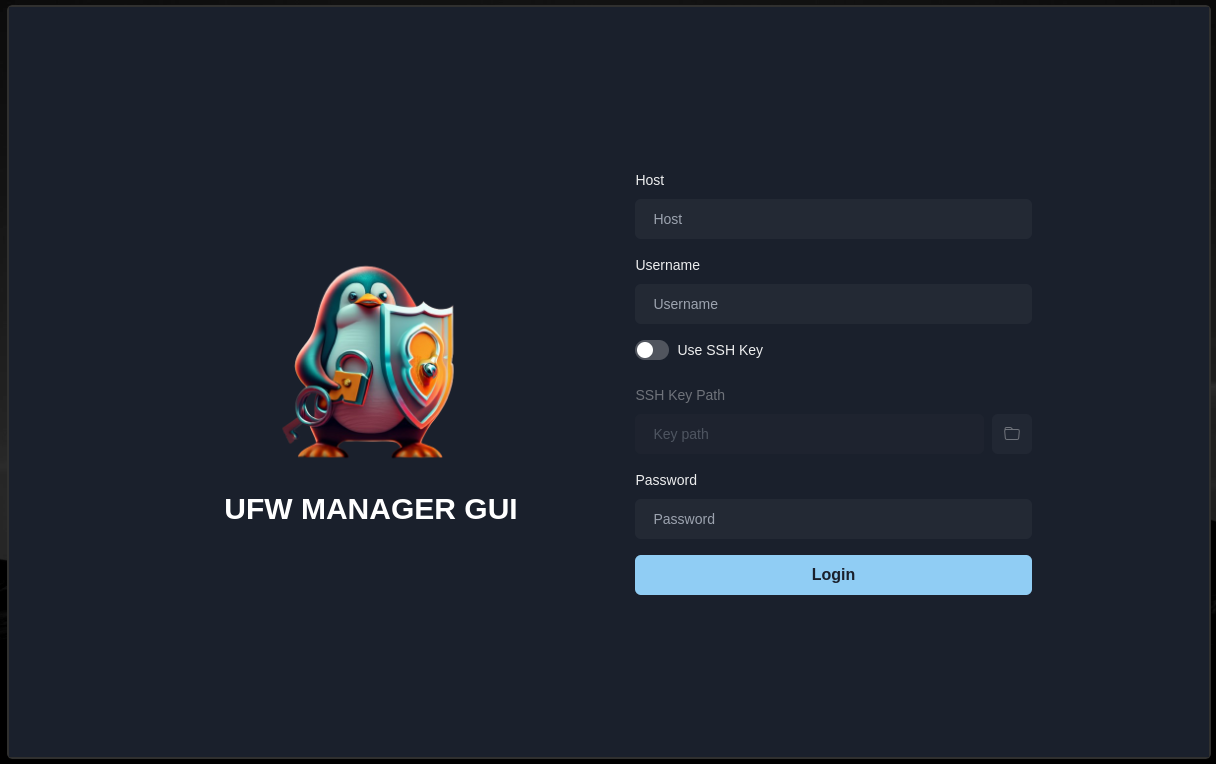 Host
Host
Username
Username
Use SSH Key
SSH Key Path
Key path
Password
Password
Login
UFW MANAGER GUI